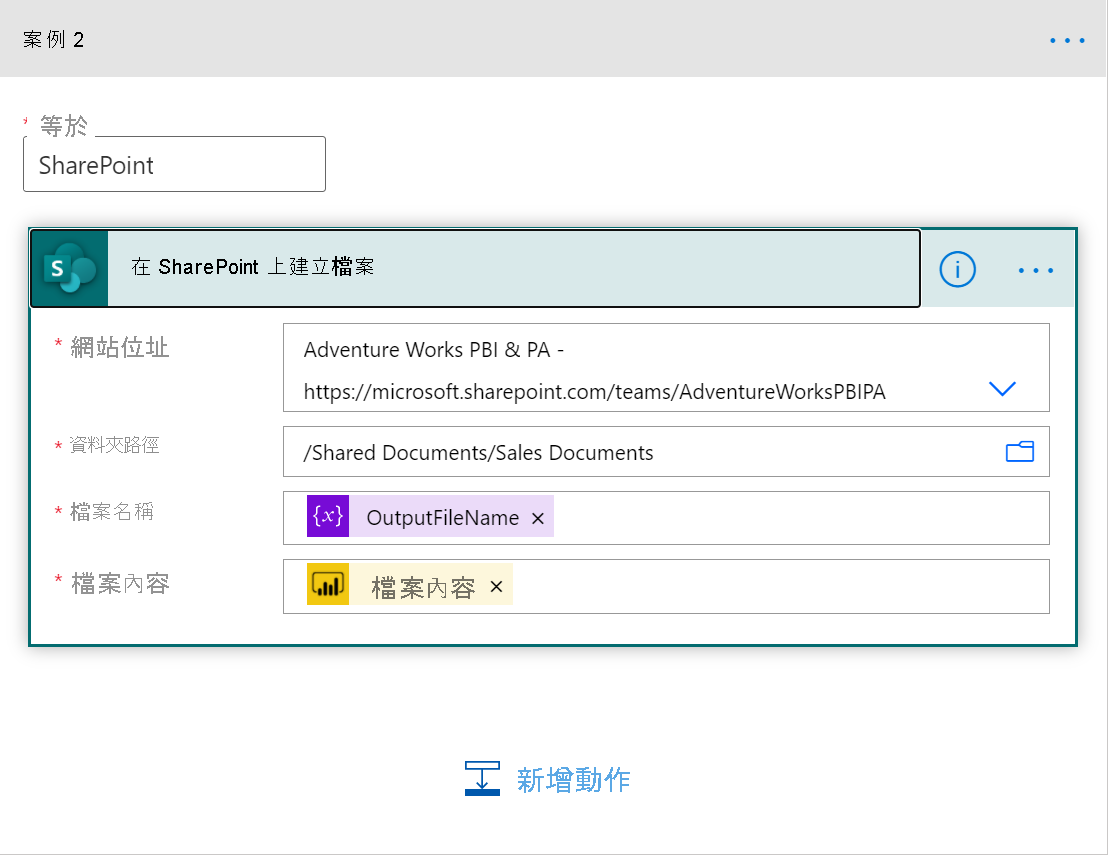 案例 2
* 等於
SharePoint
S
在 SharePoint 上建立檔案
* 網站位址
Adventure Works PBI & PA -
https://microsoft.sharepoint.com/teams/AdventureWorksPBIPA
* 資料夾路徑
/Shared Documents/Sales Documents
* 檔案名稱
{x} OutputFileName ×
* 檔案內容
檔案內容 ×
新增動作